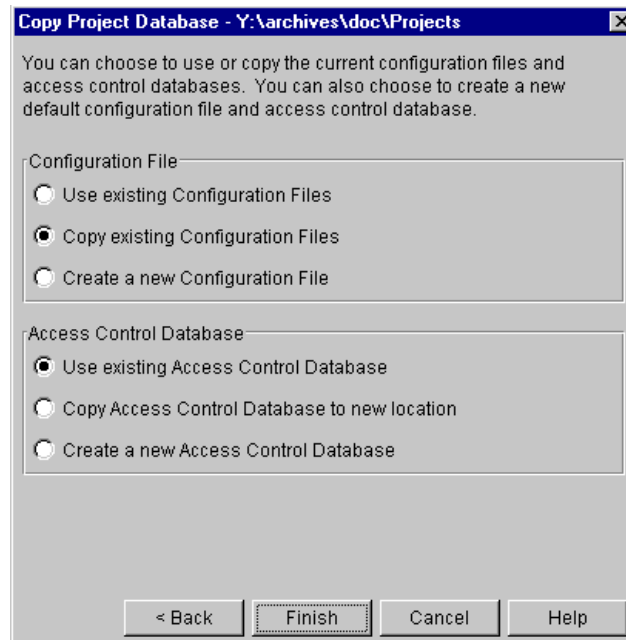 Copy Project Database - Y:\archives\doc\Projects
You can choose to use or copy the current configuration files and
access control databases. You can also choose to create a new
default configuration file and access control database.
Configuration File
Use existing Configuration Files
Copy existing Configuration Files
Create a new Configuration File
Access Control Database
Use existing Access Control Database
Copy Access Control Database to new location
Create a new Access Control Database
< Back Finish Cancel Help